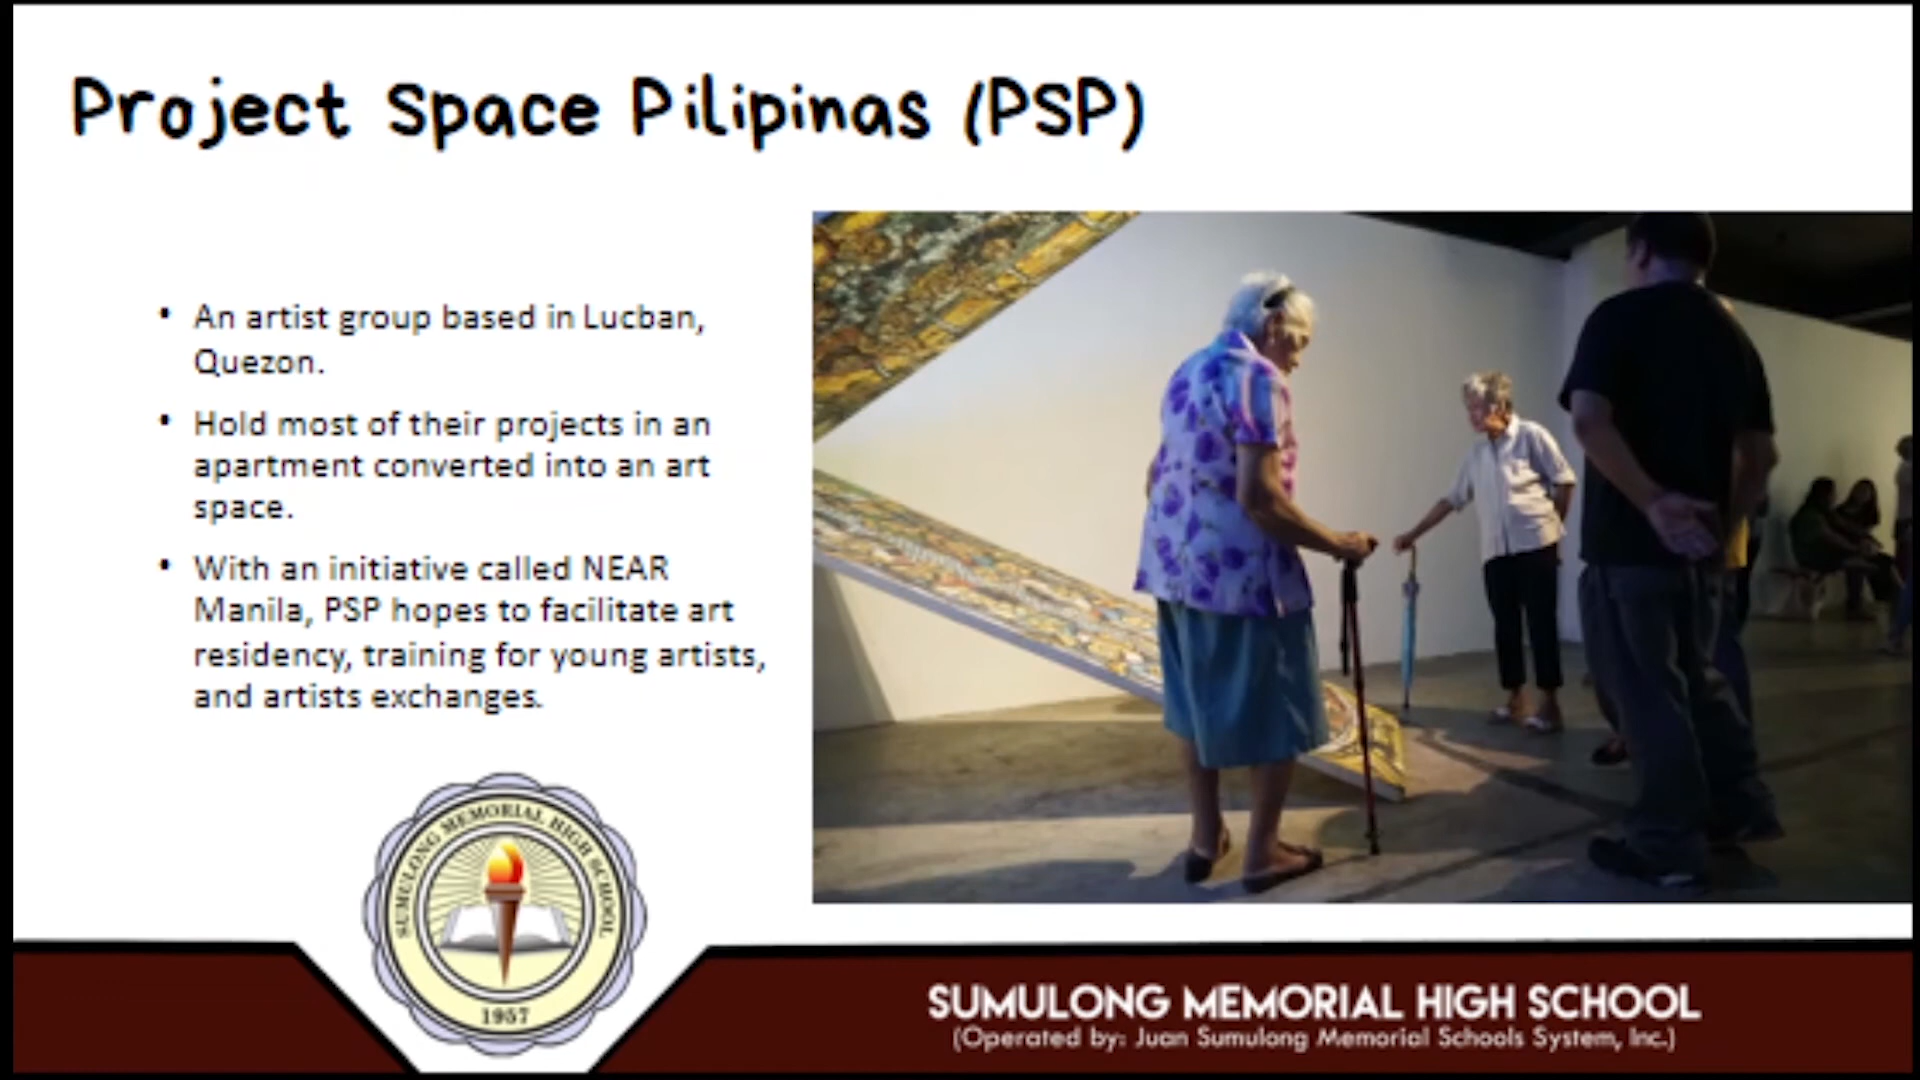 Project Space Pilipinas (PSP)
• An artist group based in Lucban,
Quezon.
• Hold most of their projects in an
apartment converted into an art
space.
• With an initiative called NEAR
Manila, PSP hopes to facilitate art
residency, training for young artists,
and artists exchanges.
SUMULONG MEMORIAL HIGH SCHOOL
1957
SUMULONG MEMORIAL HIGH SCHOOL
(Operated by: Juan Sumulong Memorial Schools System, Inc.)